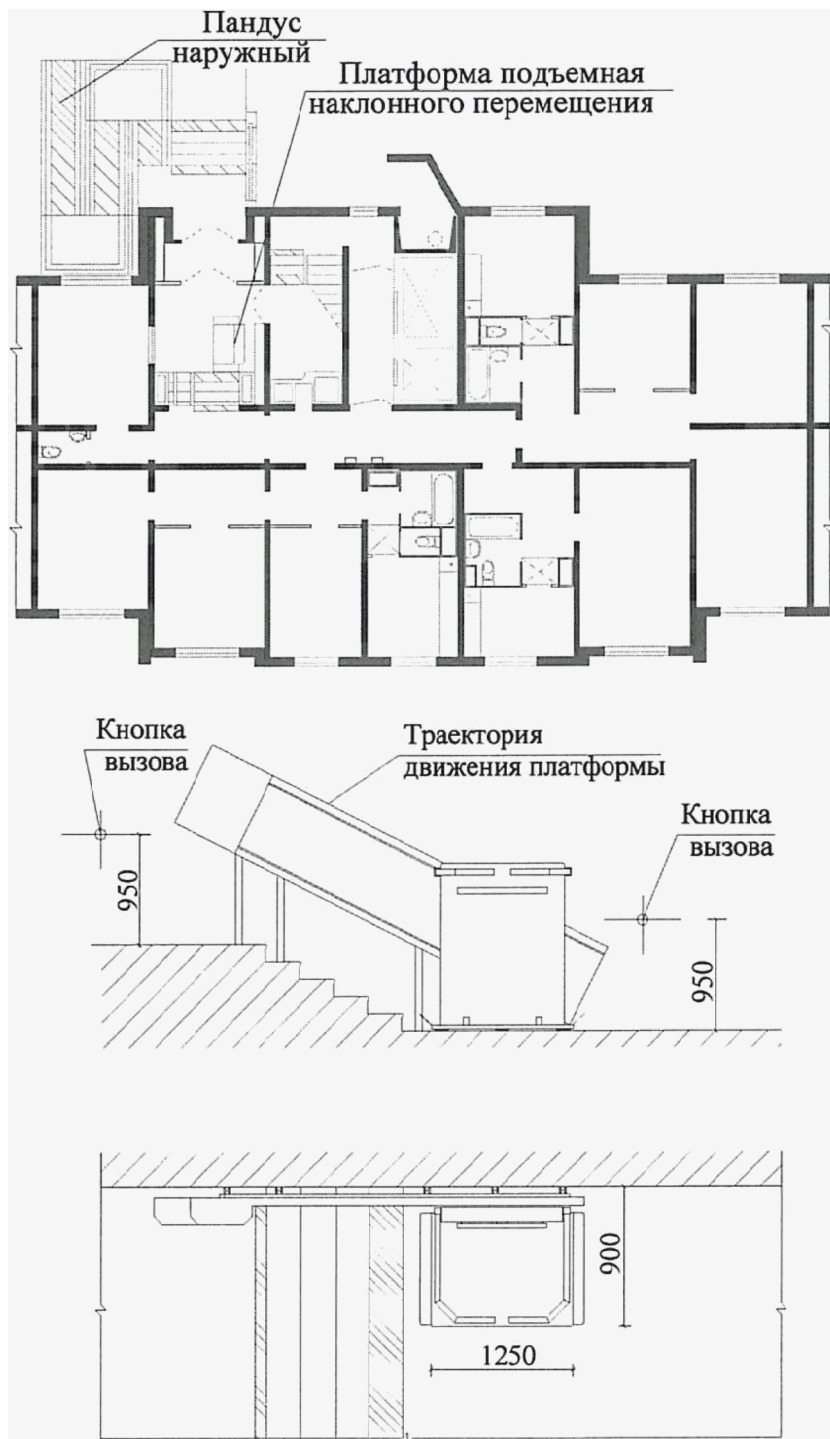 Пандус
наружный
Платформа подъемная
наклонного перемещения
Кнопка
вызова
Траектория
движения платформы
Кнопка
вызова
950
950
900
1250